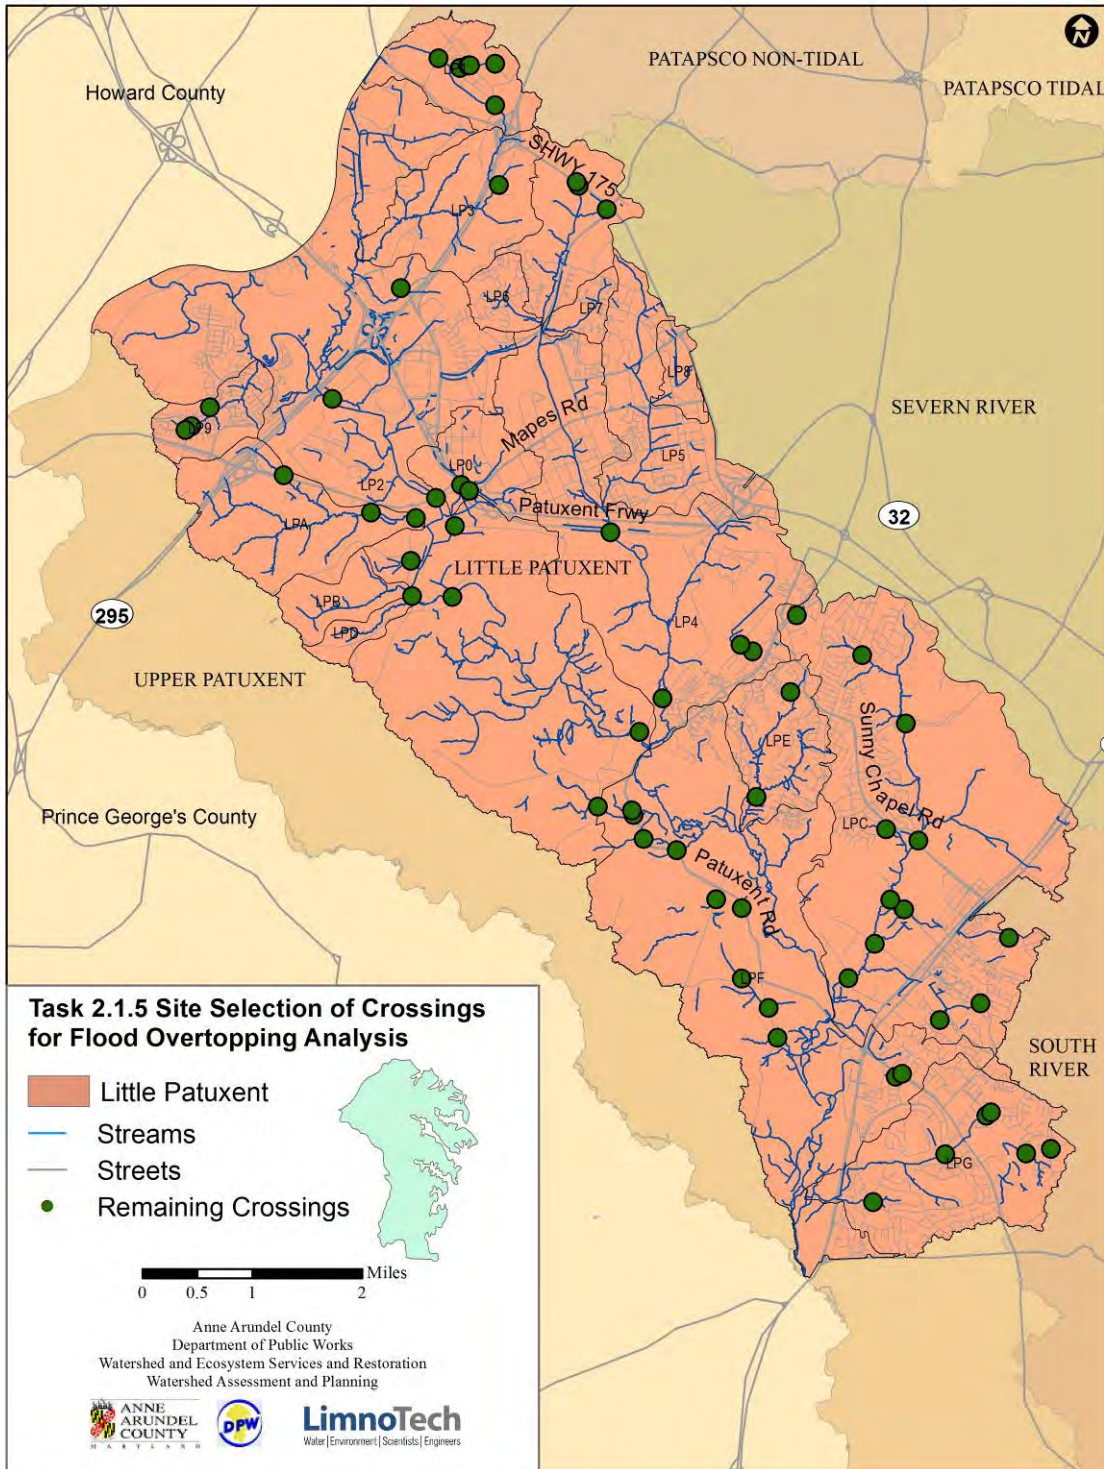 N
PATAPSCO NON-TIDAL
PATAPSCO TIDAL
Howard County
SHWY 175
LP3
LP6
LP7
LP8
SEVERN RIVER
LP9
Mapes Rd
LP5
LP0
LP2
Patuxent Frwy
32
LPA
LITTLE PATUXENT
LPB
295
LP4
LPD
UPPER PATUXENT
LPE
Sunny Chapel Rd
Prince George's County
LPC
Patuxent Rd
LPF
SOUTH
RIVER
LPG
Task 2.1.5 Site Selection of Crossings
for Flood Overtopping Analysis
Little Patuxent
Streams
Streets
Remaining Crossings
Miles
0 0.5 1 2
Anne Arundel County
Department of Public Works
Watershed and Ecosystem Services and Restoration
Watershed Assessment and Planning
ANNE
ARUNDEL
COUNTY
MARYLAND
DPW
LimnoTech
Water | Environment | Scientists | Engineers